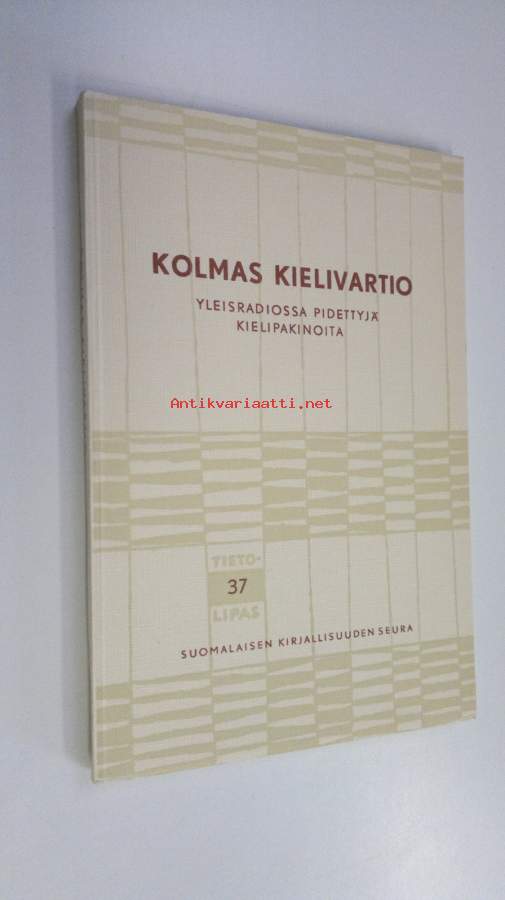 KOLMAS KIELIVARTIO
YLEISRADIOSSA PIDETTYJÄ
KIELIPAKINOITA
Antikvariaatti.net
TIETO-
37
LIPAS
SUOMALAISEN KIRJALLISUUDEN SEURA